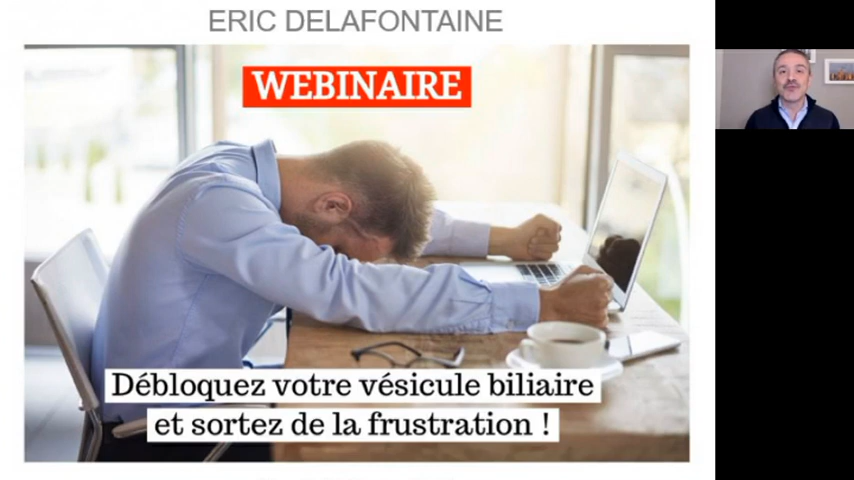 ERIC DELAFONTAINE
WEBINAIRE
Débloquez votre vésicule biliaire
et sortez de la frustration !